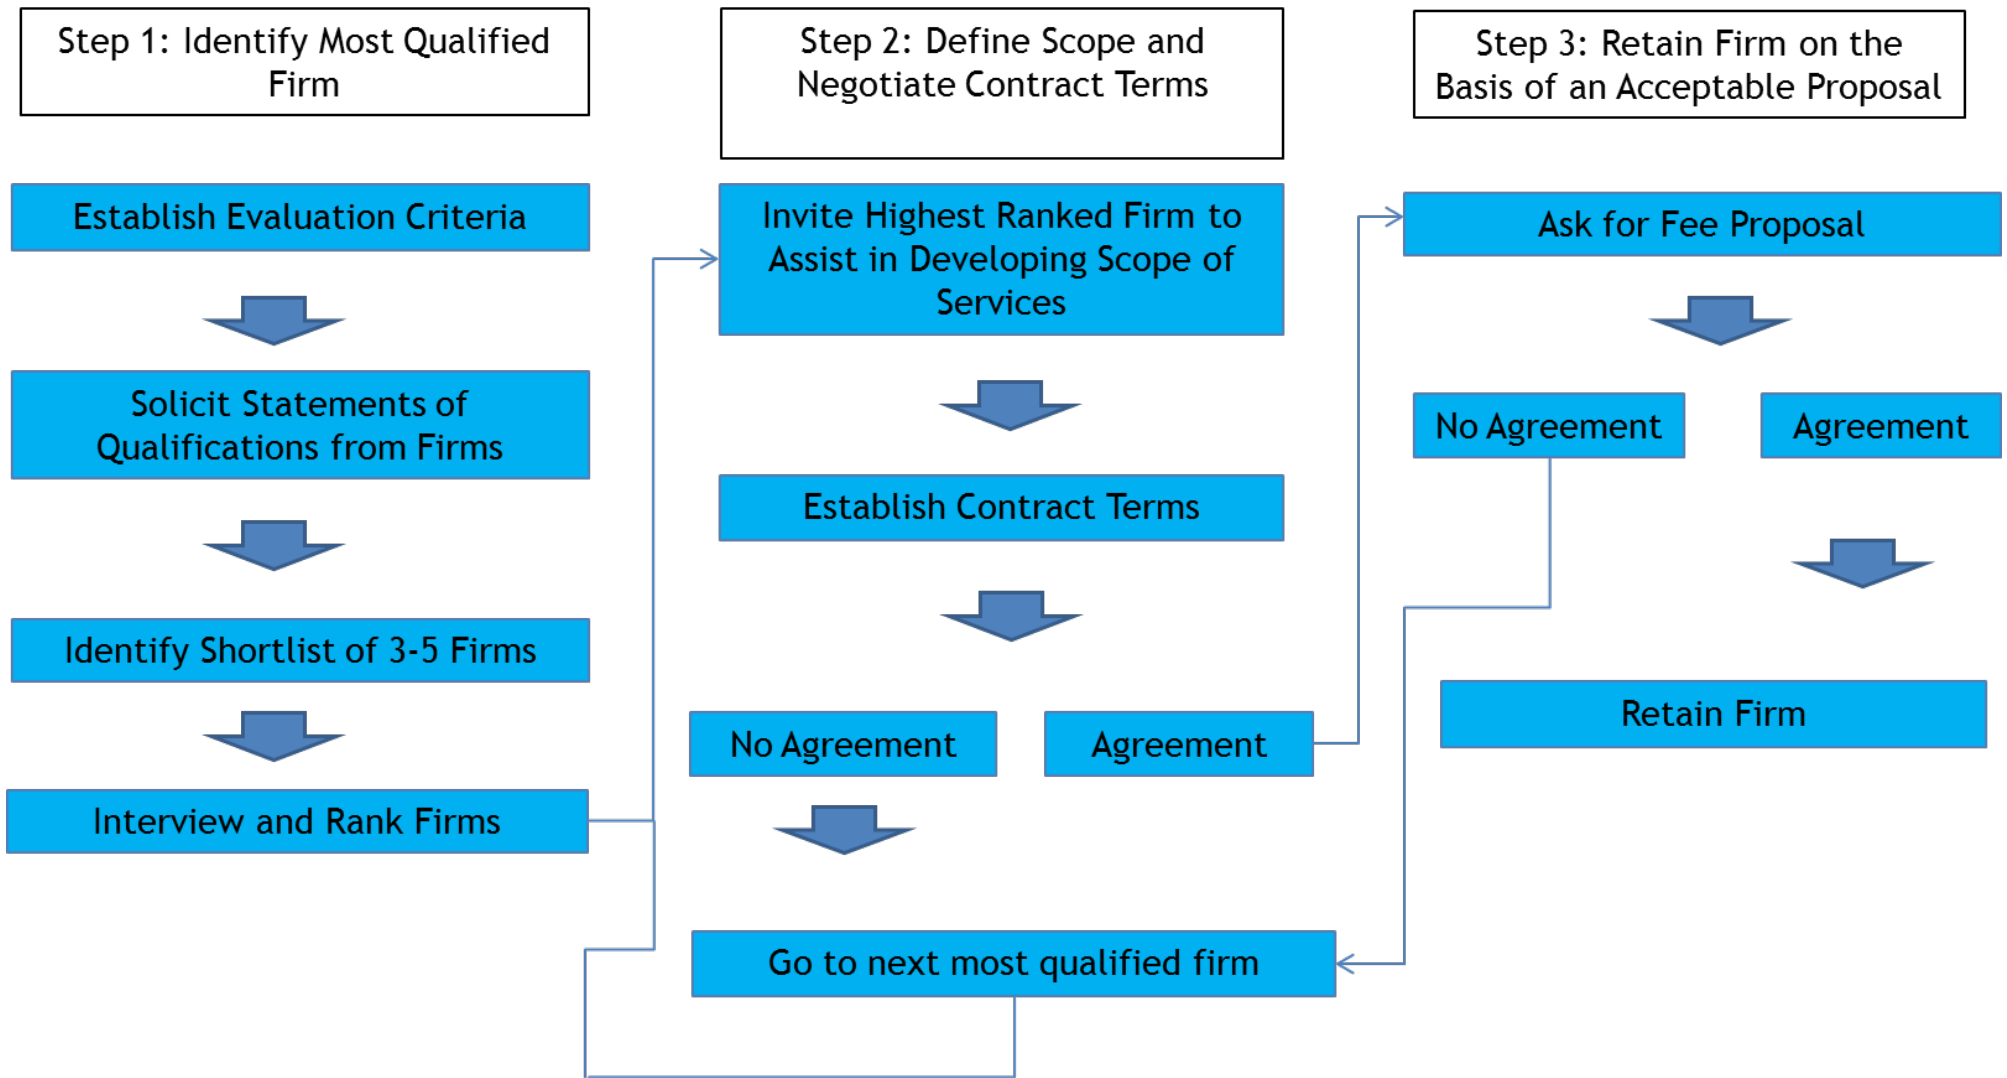 Step 1: Identify Most Qualified
Firm
Establish Evaluation Criteria
Solicit Statements of
Qualifications from Firms
Identify Shortlist of 3-5 Firms
Interview and Rank Firms
Step 2: Define Scope and
Negotiate Contract Terms
Invite Highest Ranked Firm to
Assist in Developing Scope of
Services
Establish Contract Terms
No Agreement
Agreement
Go to next most qualified firm
Step 3: Retain Firm on the
Basis of an Acceptable Proposal
Ask for Fee Proposal
No Agreement
Agreement
Retain Firm